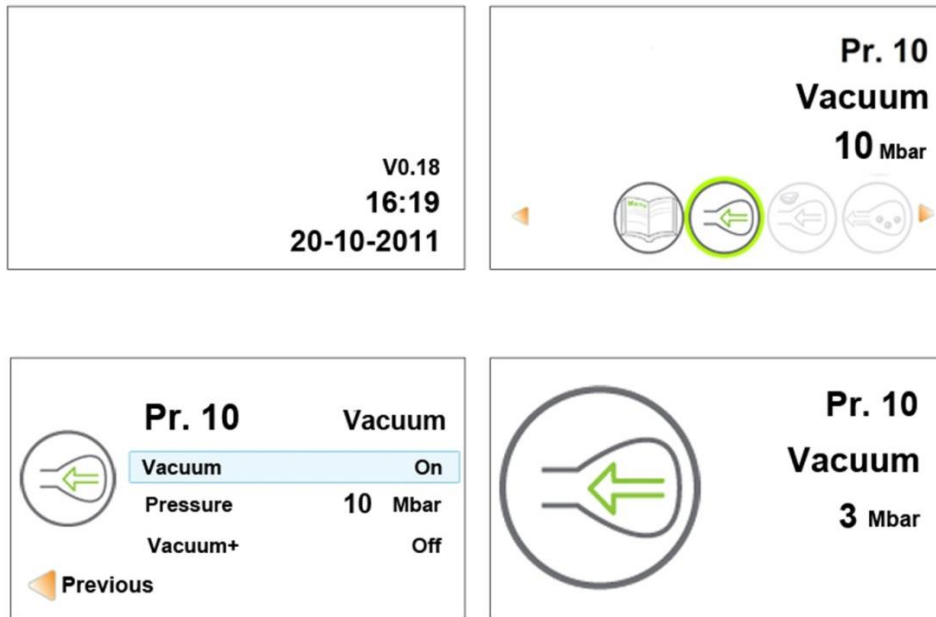 V0.18
16:19
20-10-2011
Pr. 10
Vacuum
10 Mbar
Menu
Pr. 10 Vacuum
Vacuum On
Pressure 10 Mbar
Vacuum+ Off
Previous
Pr. 10
Vacuum
3 Mbar